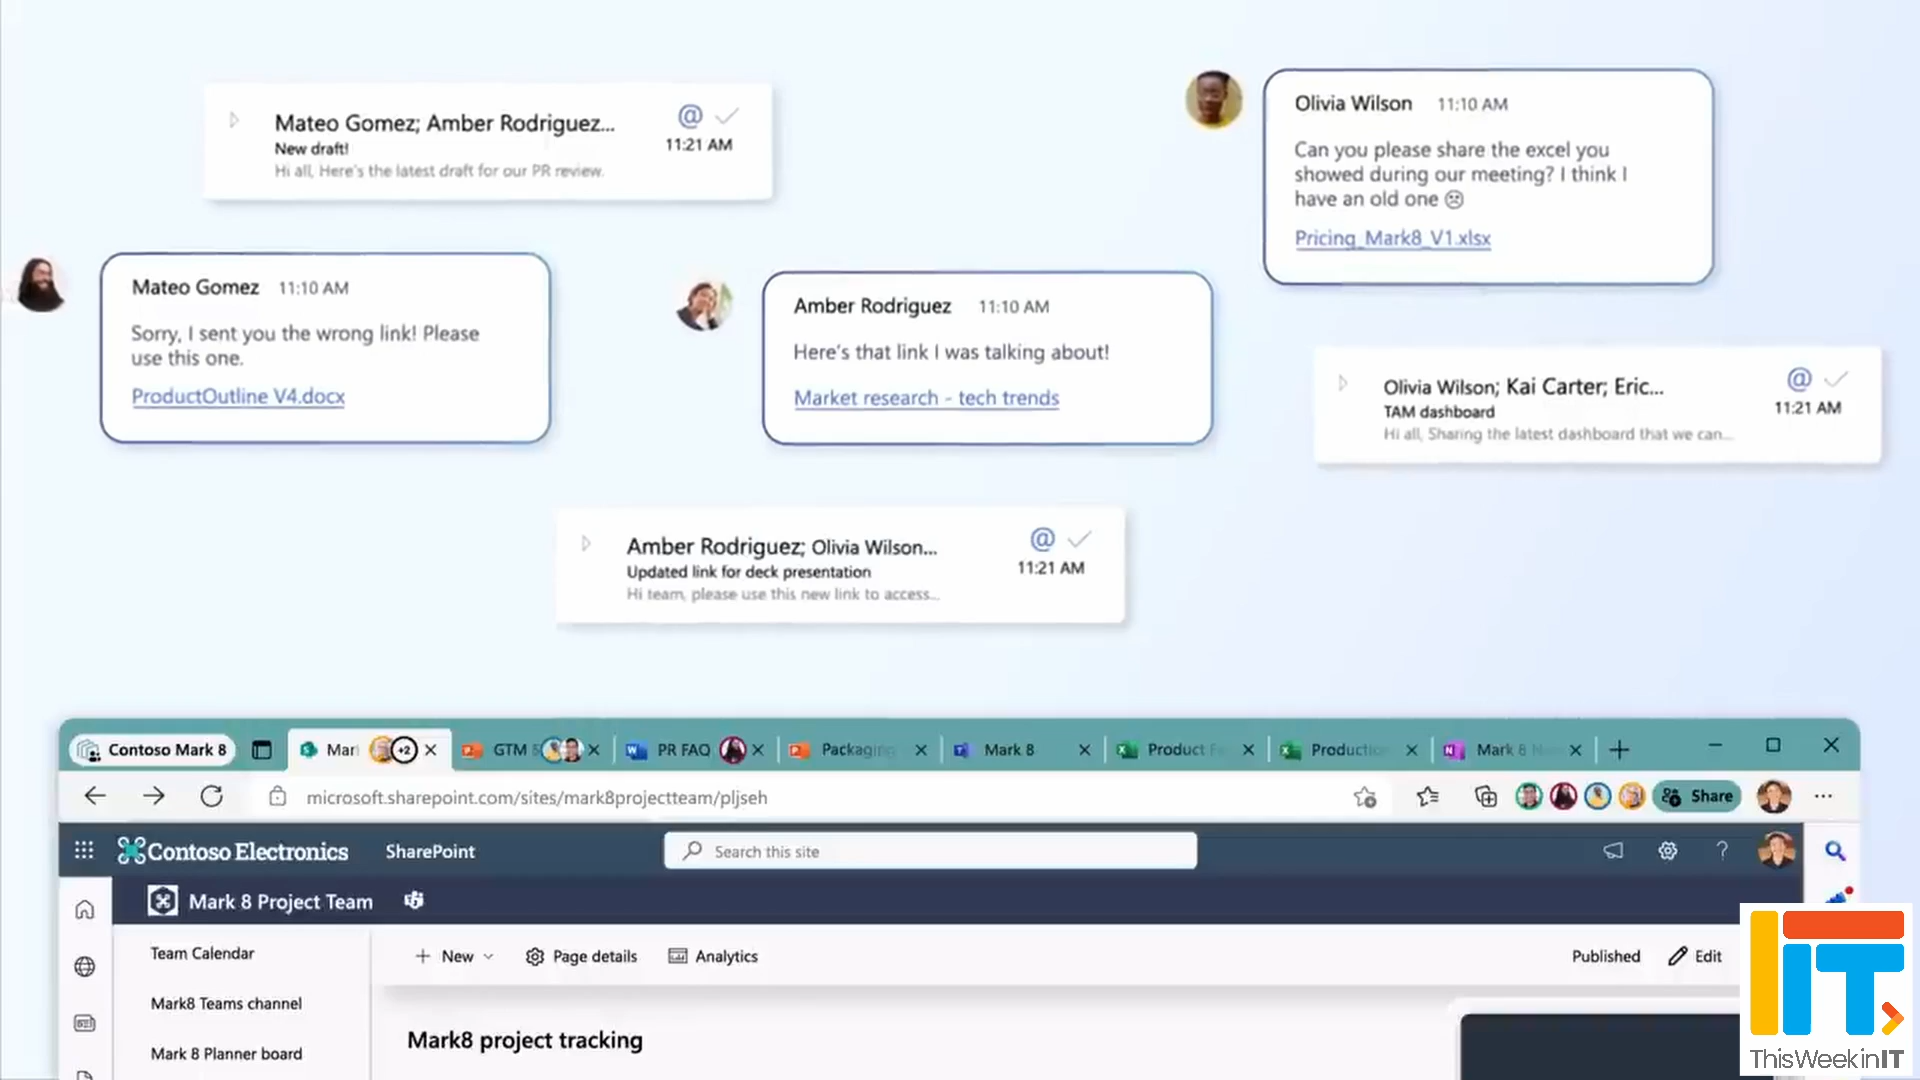 Mateo Gomez; Amber Rodriguez...
@
New draft!
11:21 AM
Hi all, Here's the latest draft for our PR review.
Olivia Wilson 11:10 AM
Can you please share the excel you
showed during our meeting? I think I
have an old one ☹
Pricing_Mark8_V1.xlsx
Mateo Gomez 11:10 AM
Sorry, I sent you the wrong link! Please
use this one.
ProductOutline V4.docx
Amber Rodriguez 11:10 AM
Here's that link I was talking about!
Market research - tech trends
Olivia Wilson; Kai Carter; Eric...
@
TAM dashboard
11:21 AM
Hi all, Sharing the latest dashboard that we can...
Amber Rodriguez; Olivia Wilson...
@
Updated link for deck presentation
11:21 AM
Hi team, please use this new link to access...
Contoso Mark 8
Mar
+2
GTM
PR FAQ
Packaging
Mark 8
Product
Production
Mark 8
microsoft.sharepoint.com/sites/mark8projectteam/pljseh
Share
Contoso Electronics
SharePoint
Search this site
?
Mark 8 Project Team
Team Calendar
Mark8 Teams channel
Mark 8 Planner board
+ New
Page details
Analytics
Published
Edit
Mark8 project tracking
IT
ThisWeekinIT